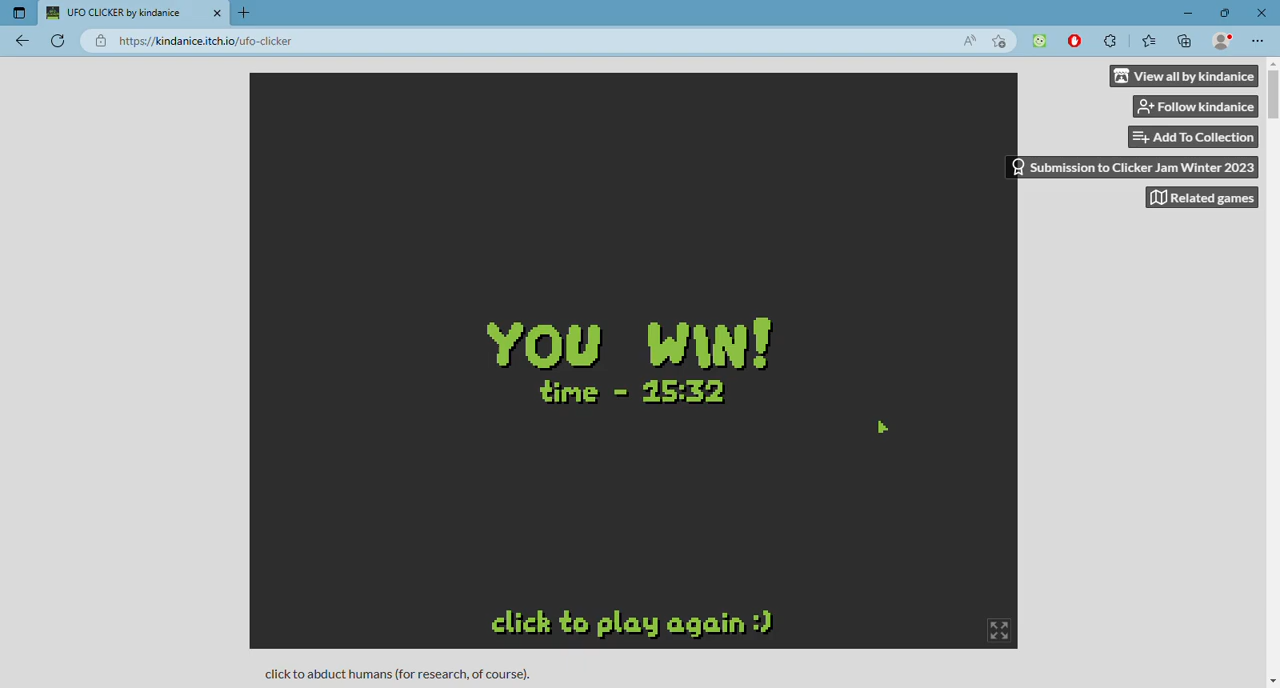 UFO CLICKER by kindanice
https://kindanice.itch.io/ufo-clicker
View all by kindanice
Follow kindanice
Add To Collection
Submission to Clicker Jam Winter 2023
Related games
YOU WIN!
time - 15:32
click to play again :)
click to abduct humans (for research, of course).